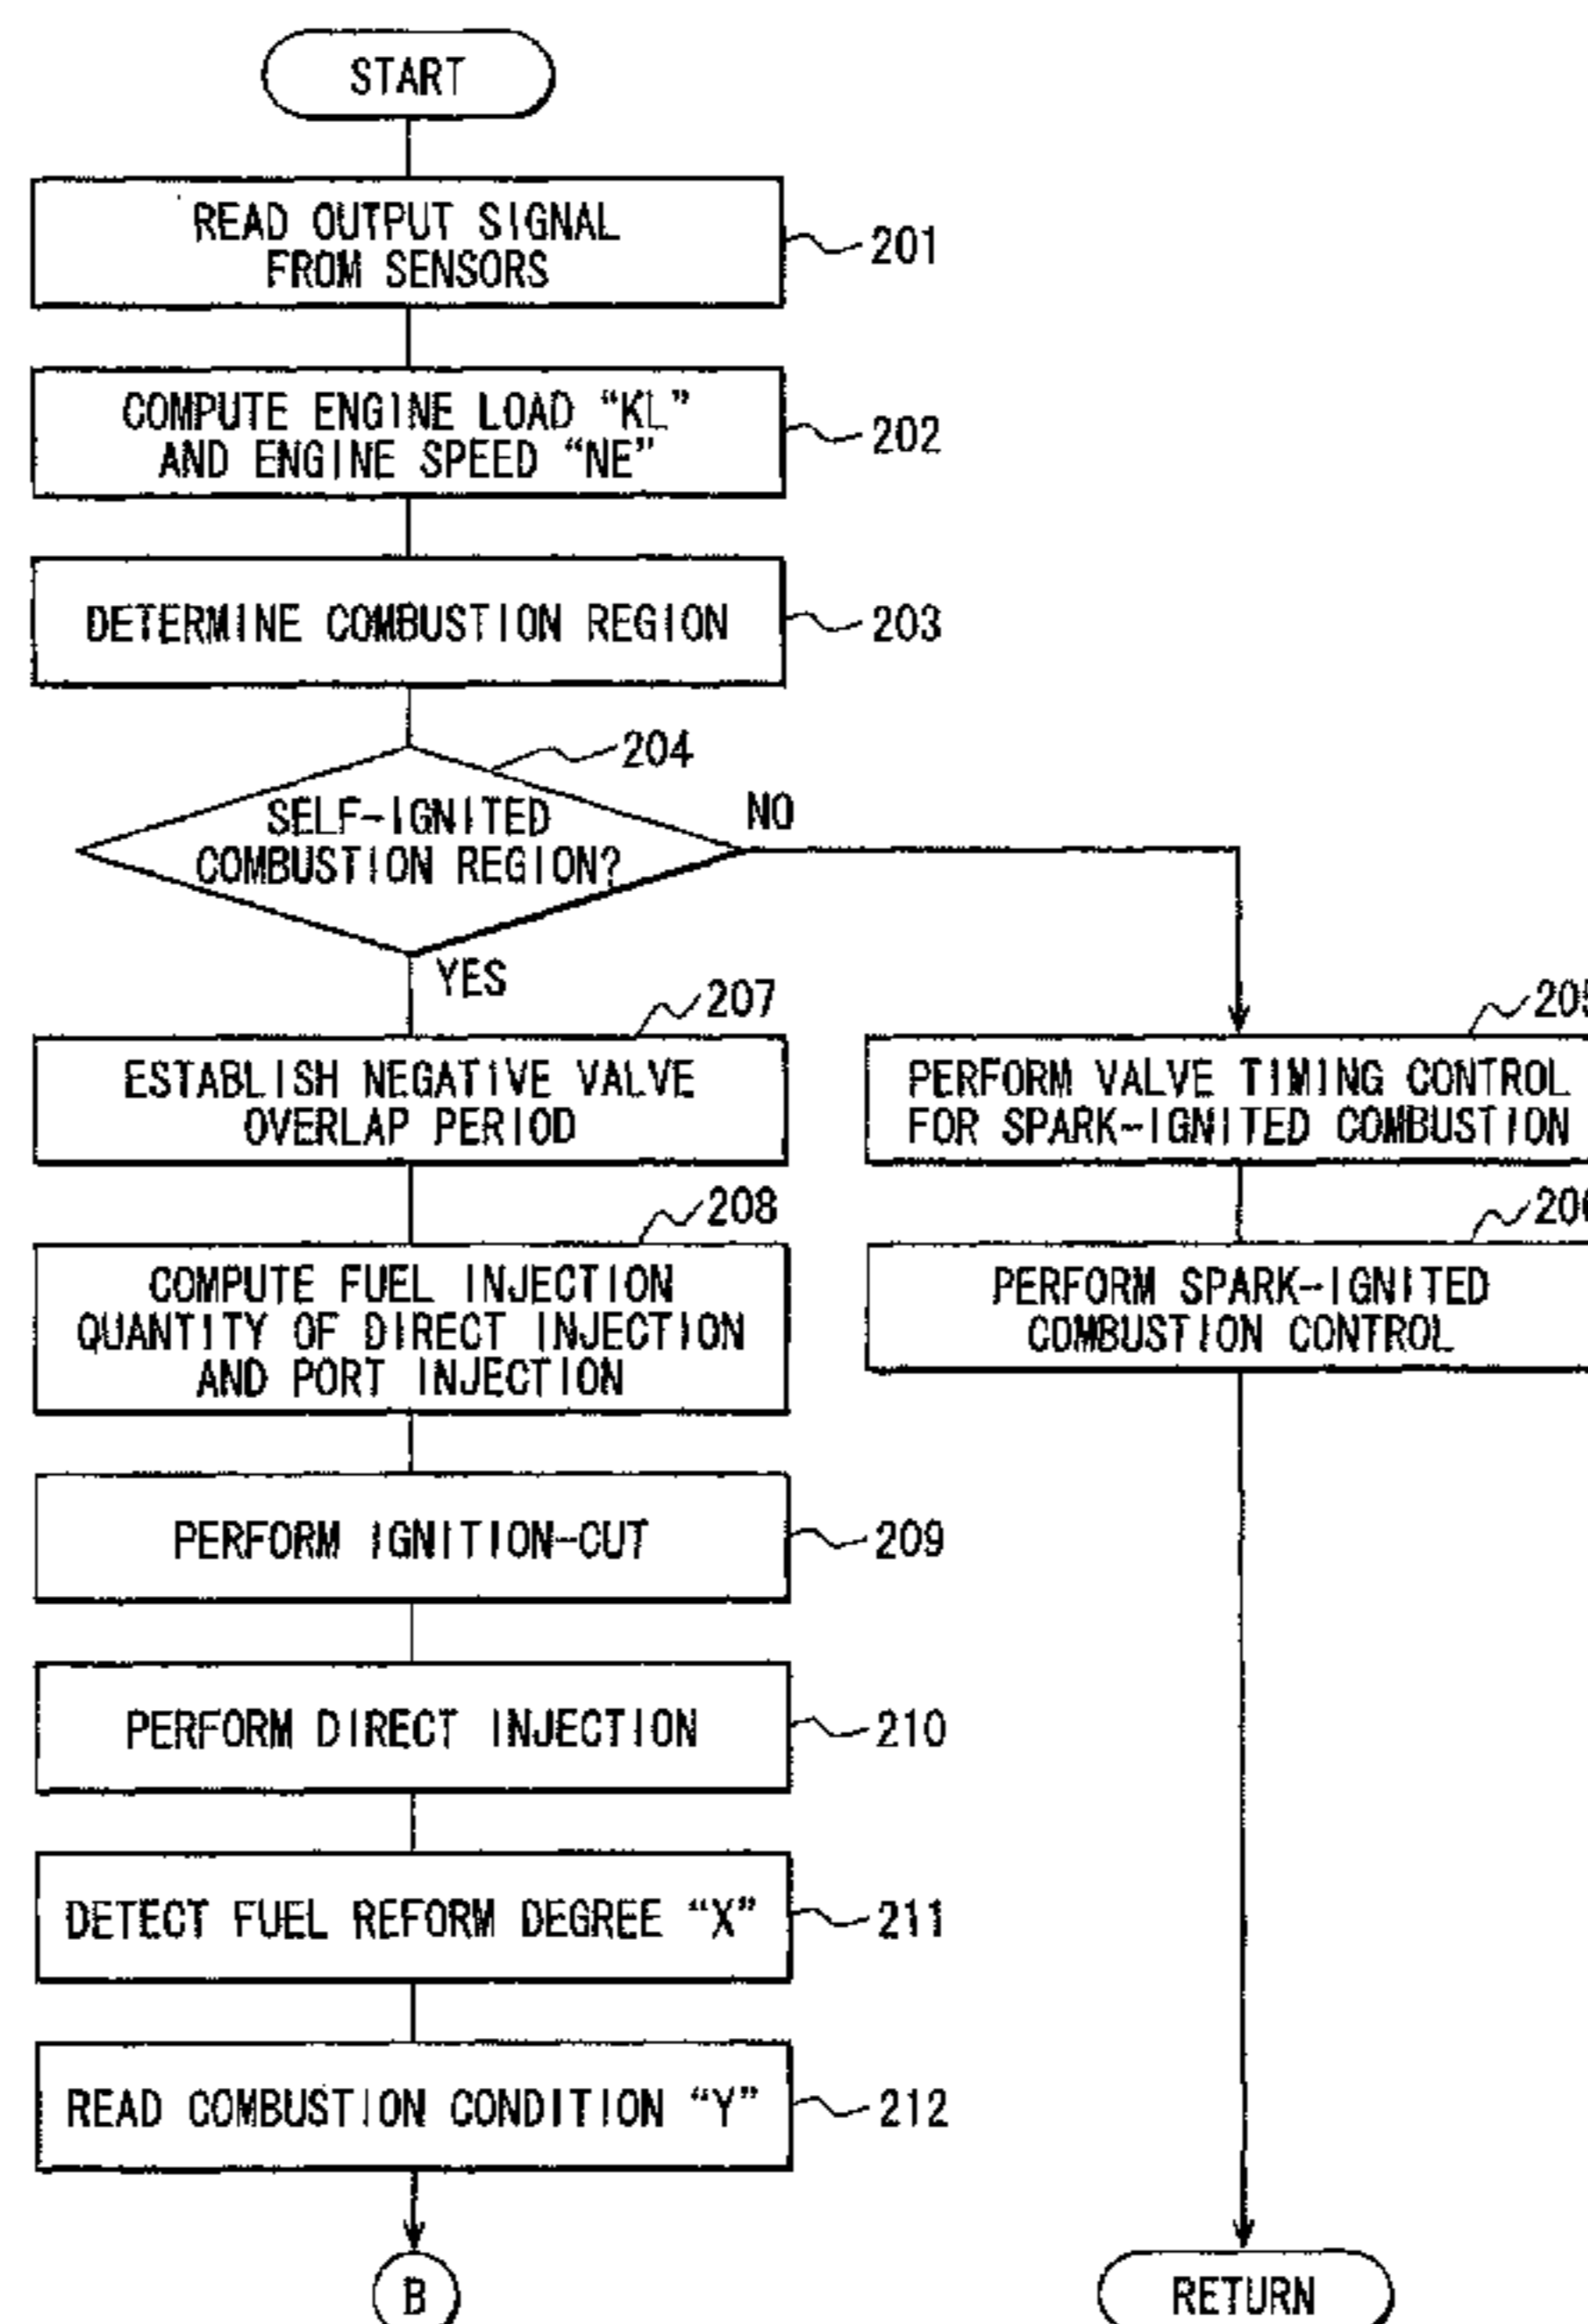 START
READ OUTPUT SIGNAL
FROM SENSORS
201
COMPUTE ENGINE LOAD “KL”
AND ENGINE SPEED “NE”
202
DETERMINE COMBUSTION REGION
203
204
SELF-IGNITED
COMBUSTION REGION?
NO
YES
207
ESTABLISH NEGATIVE VALVE
OVERLAP PERIOD
205
PERFORM VALVE TIMING CONTROL
FOR SPARK-IGNITED COMBUSTION
208
COMPUTE FUEL INJECTION
QUANTITY OF DIRECT INJECTION
AND PORT INJECTION
206
PERFORM SPARK-IGNITED
COMBUSTION CONTROL
PERFORM IGNITION-CUT
209
PERFORM DIRECT INJECTION
210
DETECT FUEL REFORM DEGREE “X”
211
READ COMBUSTION CONDITION “Y”
212
B
RETURN